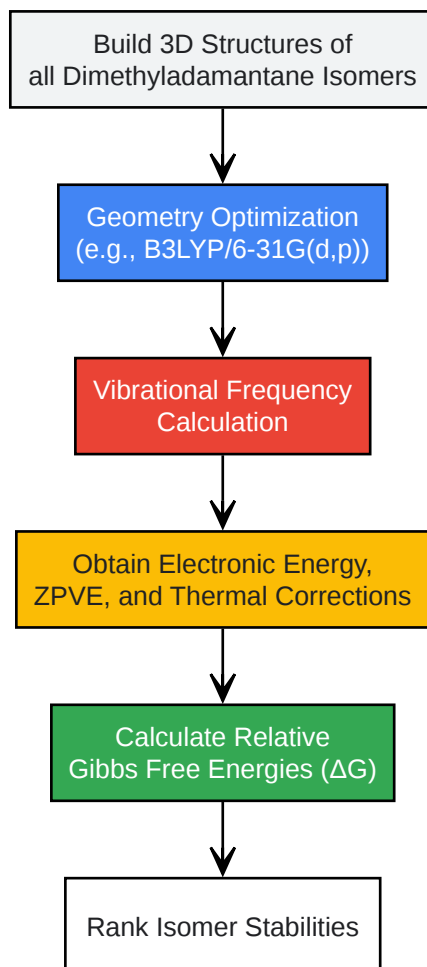 Build 3D Structures of
all Dimethyladamantane Isomers
Geometry Optimization
(e.g., B3LYP/6-31G(d,p))
Vibrational Frequency
Calculation
Obtain Electronic Energy,
ZPVE, and Thermal Corrections
Calculate Relative
Gibbs Free Energies (ΔG)
Rank Isomer Stabilities